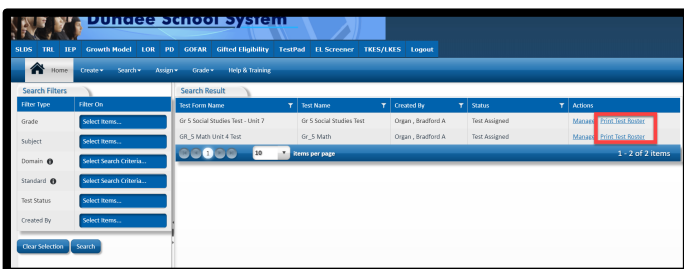 Dundee School System
SLDS TRL IEP Growth Model LOR PD GOFAR Gifted Eligibility TestPad EL Screener TKES/LKES Logout
Home Create Search Assign Grade Help & Training
Search Filters Search Result
Filter Type Filter On Test Form Name Test Name Created By Status Actions
Grade Select Items... Gr 5 Social Studies Test - Unit 7 Gr 5 Social Studies Test Organ , Bradford A Test Assigned Manage Print Test Roster
Subject Select Items... GR_5 Math Unit 4 Test Gr_5 Math Organ , Bradford A Test Assigned Manage Print Test Roster
1 10 items per page 1 - 2 of 2 items
Domain Select Search Criteria...
Standard Select Search Criteria...
Test Status Select Items...
Created By Select Items...
Clear Selection Search